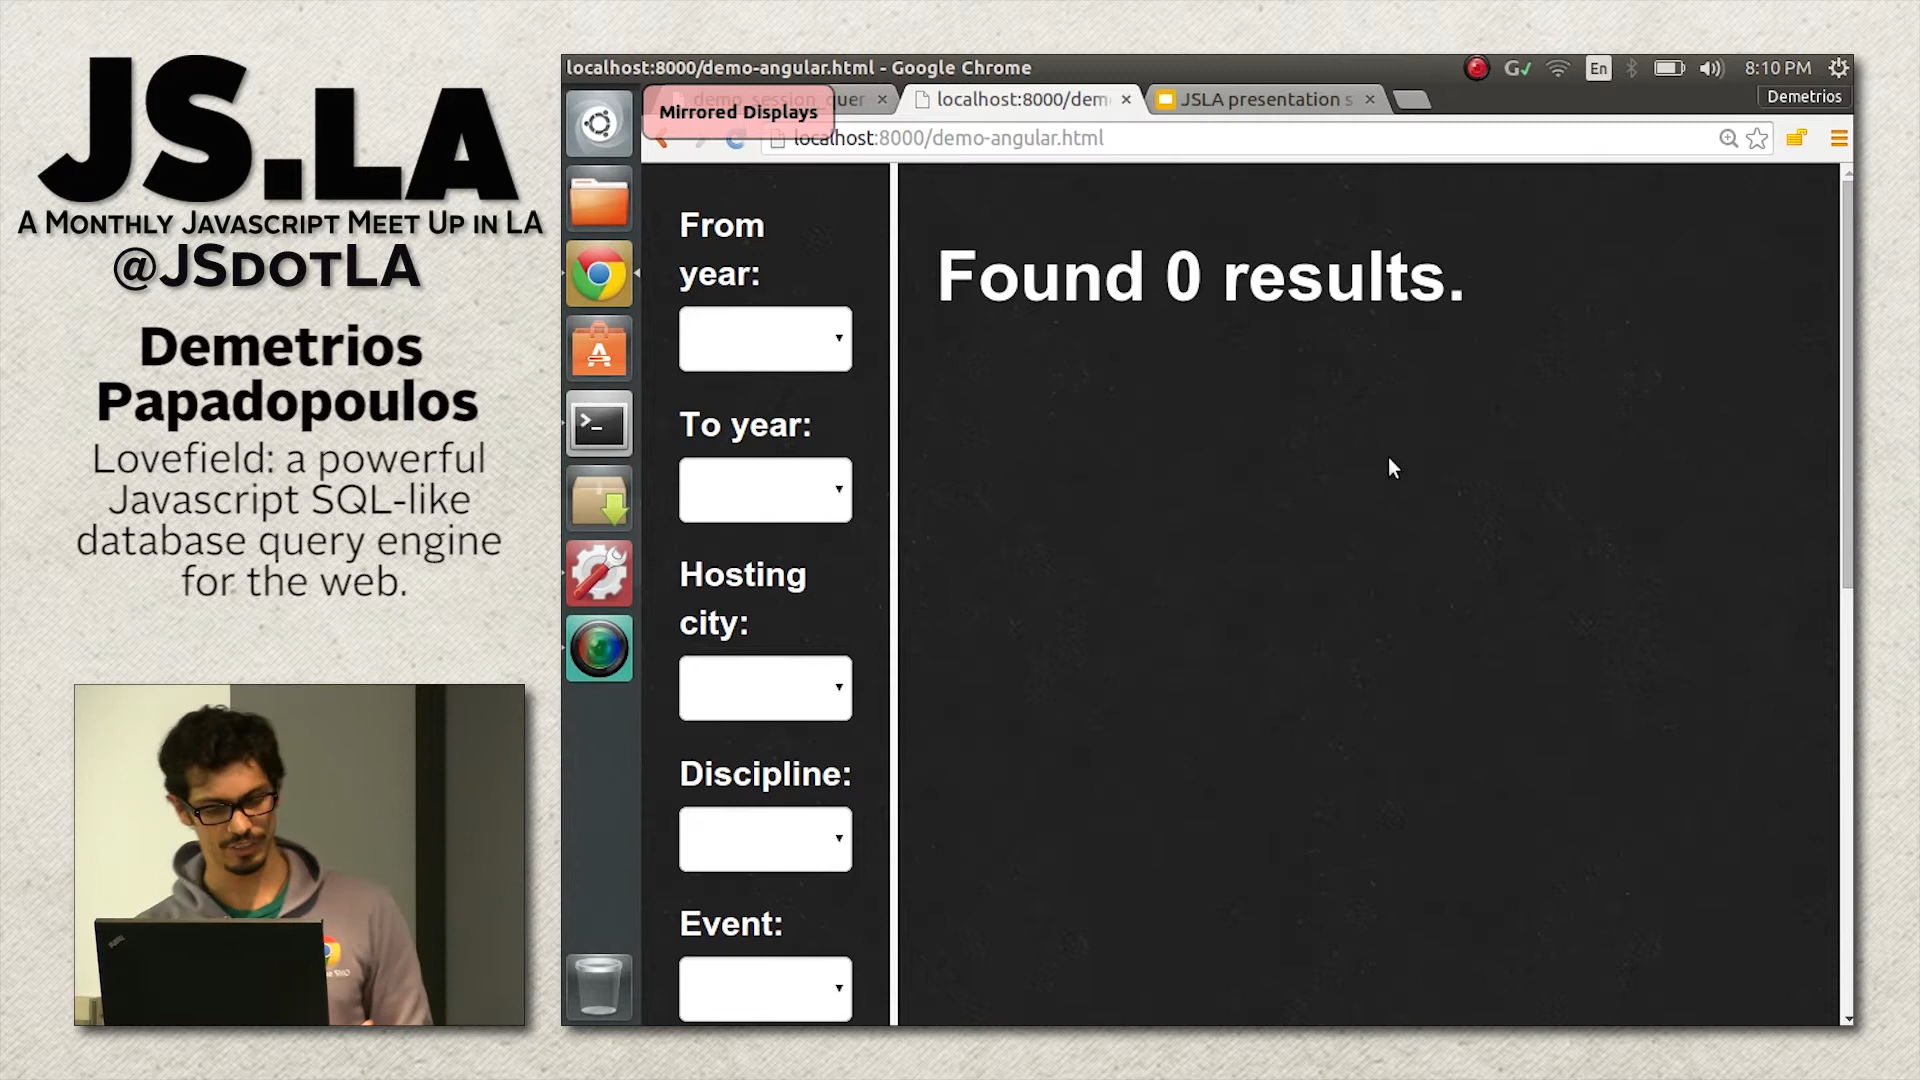 JS.LA
A Monthly Javascript Meet Up in LA
@JSdotLA
Demetrios
Papadopoulos
Lovefield: a powerful
Javascript SQL-like
database query engine
for the web.
localhost:8000/demo-angular.html - Google Chrome
En
8:10 PM
demo_session_quer
localhost:8000/dem
JSLA presentation s
Demetrios
Mirrored Displays
localhost:8000/demo-angular.html
From
year:
To year:
Hosting
city:
Discipline:
Event:
Found 0 results.